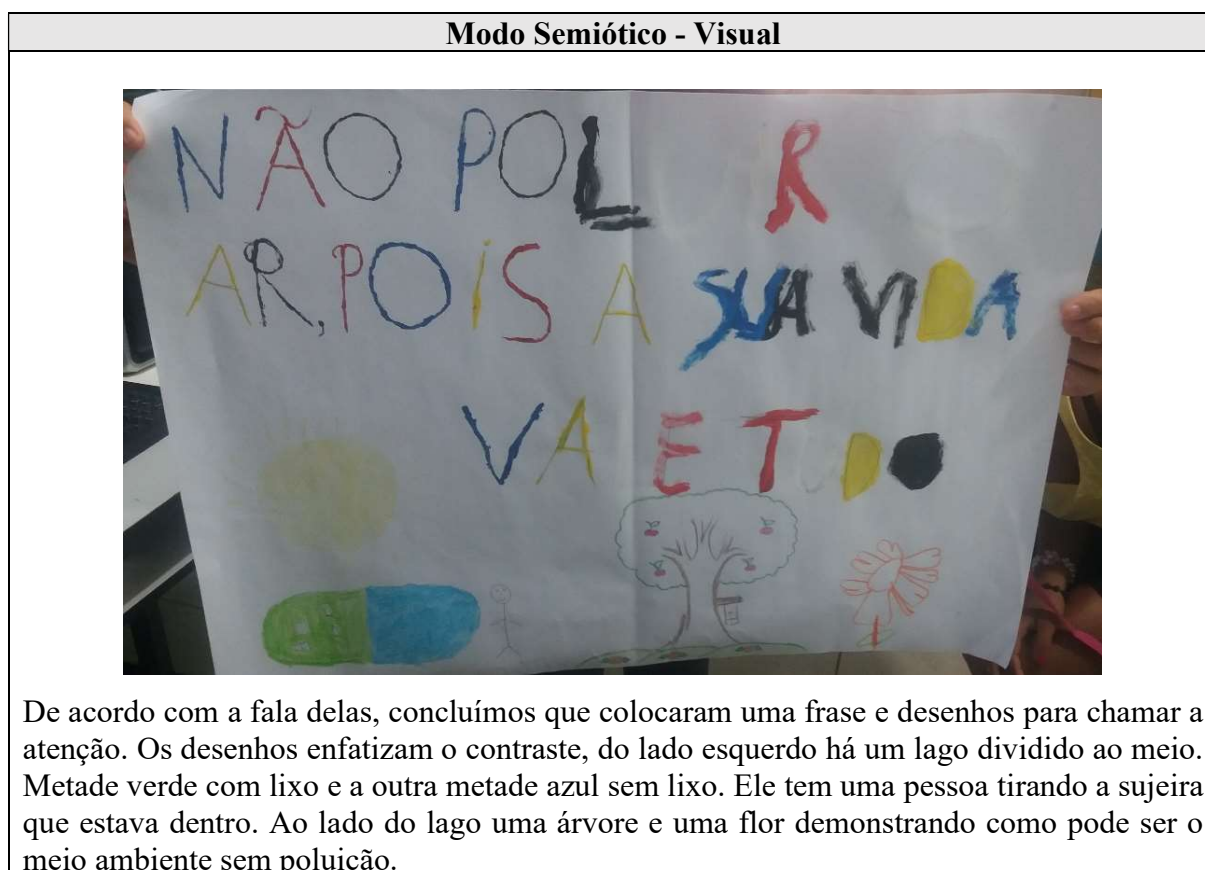 Modo Semiótico - Visual
NÃO POL R
AR, POIS A SUA VIDA
VA E TUDO
De acordo com a fala delas, concluímos que colocaram uma frase e desenhos para chamar a
atenção. Os desenhos enfatizam o contraste, do lado esquerdo há um lago dividido ao meio.
Metade verde com lixo e a outra metade azul sem lixo. Ele tem uma pessoa tirando a sujeira
que estava dentro. Ao lado do lago uma árvore e uma flor demonstrando como pode ser o
meio ambiente sem poluição.